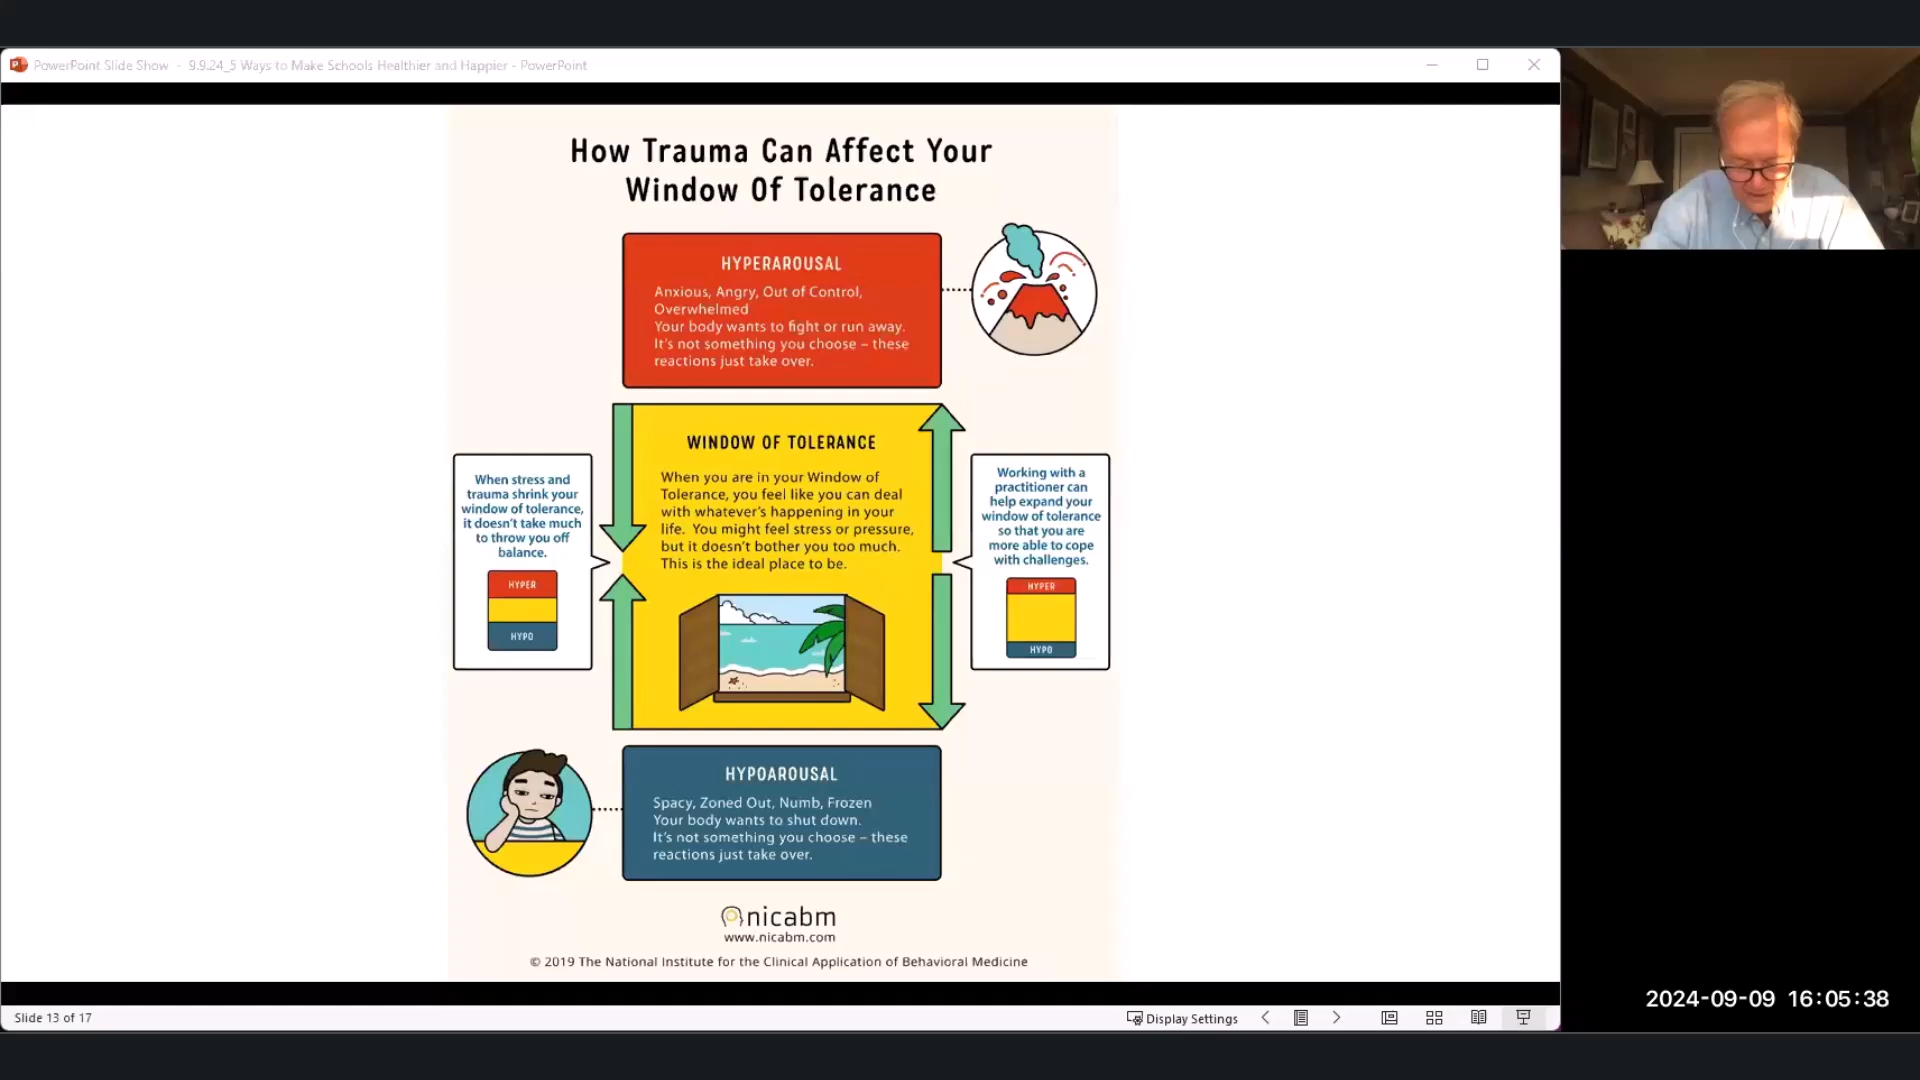 PowerPoint Slide Show - 9.9.24_5 Ways to Make Schools Healthier and Happier - PowerPoint
How Trauma Can Affect Your
Window Of Tolerance
HYPERAROUSAL
Anxious, Angry, Out of Control,
Overwhelmed
Your body wants to fight or run away.
It's not something you choose – these
reactions just take over.
When stress and
trauma shrink your
window of tolerance,
it doesn't take much
to throw you off
balance.
HYPER
HYPO
WINDOW OF TOLERANCE
When you are in your Window of
Tolerance, you feel like you can deal
with whatever's happening in your
life. You might feel stress or pressure,
but it doesn't bother you too much.
This is the ideal place to be.
Working with a
practitioner can
help expand your
window of tolerance
so that you are
more able to cope
with challenges.
HYPER
HYPO
HYPOAROUSAL
Spacy, Zoned Out, Numb, Frozen
Your body wants to shut down.
It's not something you choose – these
reactions just take over.
nicabm
www.nicabm.com
© 2019 The National Institute for the Clinical Application of Behavioral Medicine
Slide 13 of 17
Display Settings
2024-09-09 16:05:38